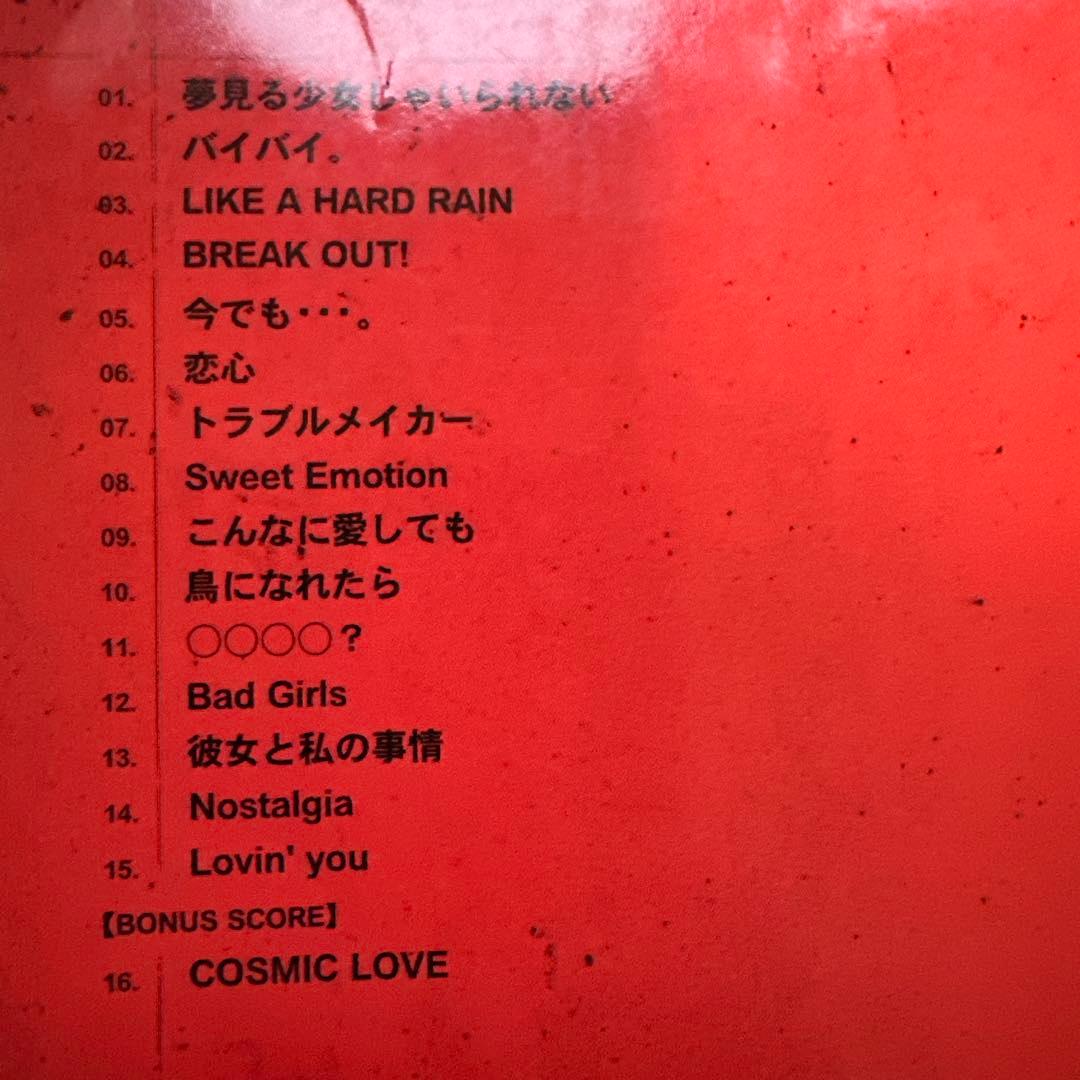 01. 夢見る少女じゃいられない
02. バイバイ。
03. LIKE A HARD RAIN
04. BREAK OUT!
05. 今でも･･･。
06. 恋心
07. トラブルメイカー
08. Sweet Emotion
09. こんなに愛しても
10. 鳥になれたら
11. ○○○○？
12. Bad Girls
13. 彼女と私の事情
14. Nostalgia
15. Lovin' you
【BONUS SCORE】
16. COSMIC LOVE